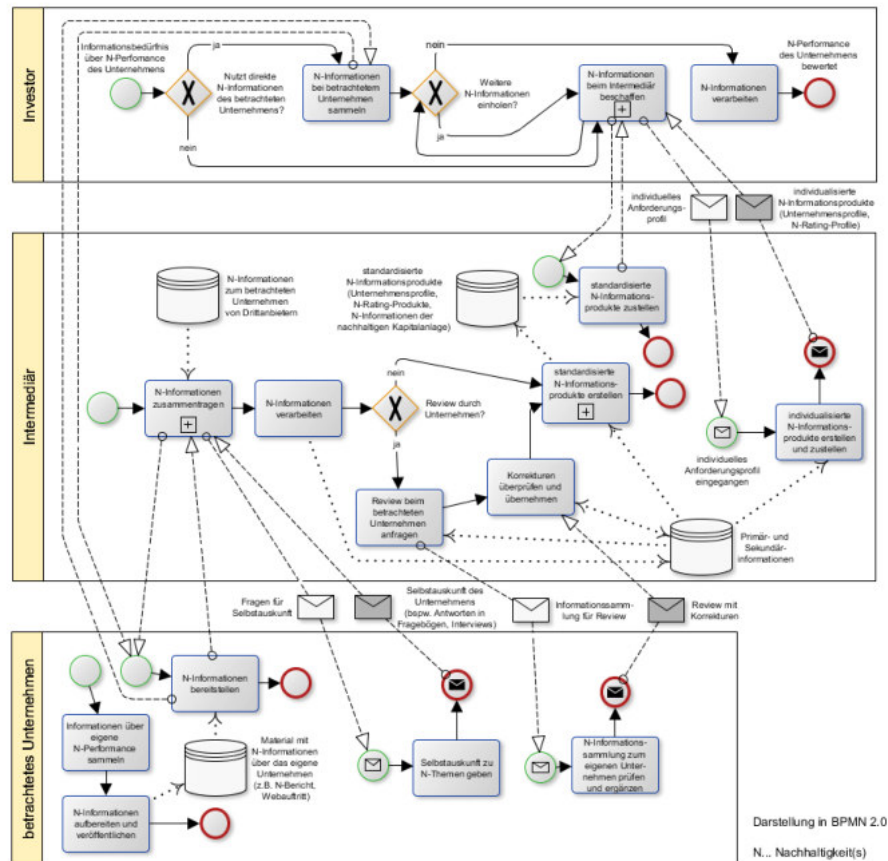 Investor
Informationsbedürfnis
über N-Perfomance
des Unternehmens
ja
Nutzt direkte
N-Informationen
des betrachteten
Unternehmens?
nein
N-Informationen
bei betrachtetem
Unternehmen
sammeln
nein
Weitere
N-Informationen
einholen?
ja
N-Informationen
beim Intermediär
beschaffen
N-Informationen
verarbeiten
N-Performance
des Unternehmens
bewertet
individuelles
Anforderungs-
profil
individualisierte
N-Informationsprodukte
(Unternehmensprofile,
N-Rating-Profile)
Intermediär
N-Informationen
zum betrachteten
Unternehmen
von Drittanbietern
standardisierte
N-Informationsprodukte
(Unternehmensprofile,
N-Rating-Produkte,
N-Informationen der
nachhaltigen Kapitalanlage)
standardisierte
N-Informations-
produkte zustellen
N-Informationen
zusammentragen
N-Informationen
verarbeiten
nein
Review durch
Unternehmen?
ja
standardisierte
N-Informations-
produkte erstellen
individuelles
Anforderungsprofil
eingegangen
individualisierte
N-Informations-
produkte erstellen
und zustellen
Review beim
betrachteten
Unternehmen
anfragen
Korrekturen
überprüfen und
übernehmen
Primär- und
Sekundär-
informationen
Fragen für
Selbstauskunft
Selbstauskunft des
Unternehmens
(bspw. Antworten in
Fragebögen, Interviews)
Informationssamm-
lung für Review
Review mit
Korrekturen
betrachtetes Unternehmen
N-Informationen
bereitstellen
Informationen über
eigene
N-Performance
sammeln
Material mit
N-Informationen
über das eigene
Unternehmen
(z.B. N-Bericht,
Webauftritt)
N-Informationen
aufbereiten und
veröffentlichen
Selbstauskunft zu
N-Themen geben
N-Informations-
sammlung zum
eigenen Unter-
nehmen prüfen
und ergänzen
Darstellung in BPMN 2.0
N... Nachhaltigkeit(s)